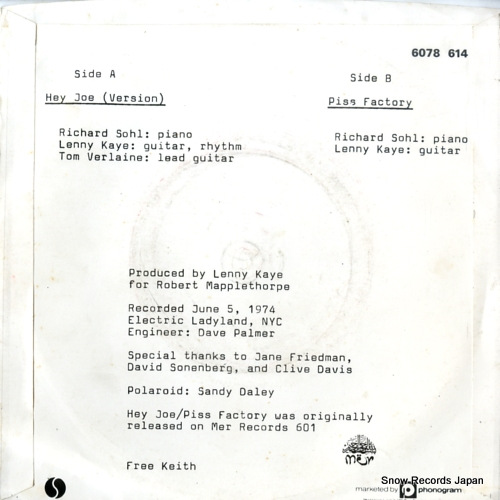 6078 614
Side A
Hey Joe (Version)
Richard Sohl: piano
Lenny Kaye: guitar, rhythm
Tom Verlaine: lead guitar
Side B
Piss Factory
Richard Sohl: piano
Lenny Kaye: guitar
Produced by Lenny Kaye
for Robert Mapplethorpe
Recorded June 5, 1974
Electric Ladyland, NYC
Engineer: Dave Palmer
Special thanks to Jane Friedman,
David Sonenberg, and Clive Davis
Polaroid: Sandy Daley
Hey Joe/Piss Factory was originally
released on Mer Records 601
Free Keith
mer
marketed by p phonogram
Snow Records Japan
(C)Copyright